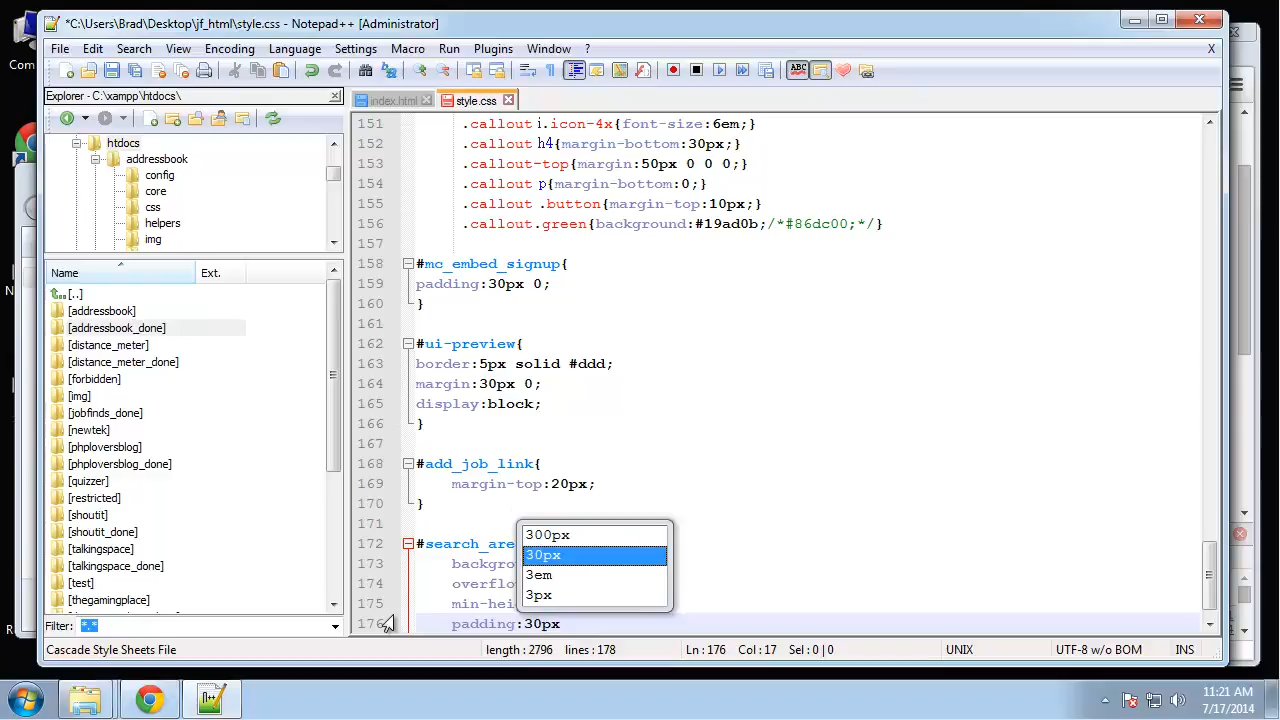 *C:\Users\Brad\Desktop\jf_html\style.css - Notepad++ [Administrator]
File Edit Search View Encoding Language Settings Macro Run Plugins Window ? X
ABC
Explorer - C:\xampp\htdocs\
index.html style.css
htdocs
addressbook
config
core
css
helpers
img
Name Ext.
[..]
[addressbook]
[addressbook_done]
[distance_meter]
[distance_meter_done]
[forbidden]
[img]
[jobfinds_done]
[newtek]
[phploversblog]
[phploversblog_done]
[quizzer]
[restricted]
[shoutit]
[shoutit_done]
[talkingspace]
[talkingspace_done]
[test]
[thegamingplace]
Filter: *.*
151 .callout i.icon-4x{font-size:6em;}
152 .callout h4{margin-bottom:30px;}
153 .callout-top{margin:50px 0 0 0;}
154 .callout p{margin-bottom:0;}
155 .callout .button{margin-top:10px;}
156 .callout.green{background:#19ad0b;/*#86dc00;*/}
157
158 #mc_embed_signup{
159 padding:30px 0;
160 }
161
162 #ui-preview{
163 border:5px solid #ddd;
164 margin:30px 0;
165 display:block;
166 }
167
168 #add_job_link{
169 margin-top:20px;
170 }
171
172 #search_are
173 backgro
174 overflo
175 min-hei
176 padding:30px
300px
30px
3em
3px
Cascade Style Sheets File length : 2796 lines : 178 Ln : 176 Col : 17 Sel : 0 | 0 UNIX UTF-8 w/o BOM INS
Com
11:21 AM
7/17/2014